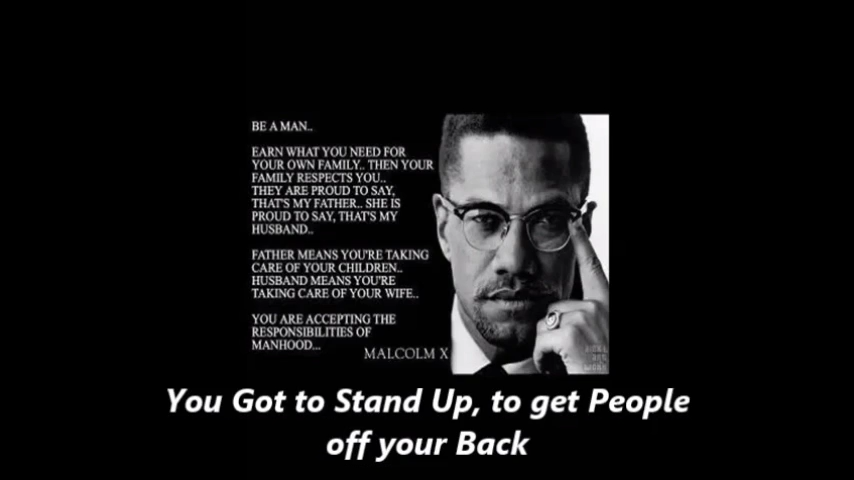 BE A MAN..
EARN WHAT YOU NEED FOR
YOUR OWN FAMILY.. THEN YOUR
FAMILY RESPECTS YOU..
THEY ARE PROUD TO SAY,
THAT'S MY FATHER.. SHE IS
PROUD TO SAY, THAT'S MY
HUSBAND..
FATHER MEANS YOU'RE TAKING
CARE OF YOUR CHILDREN..
HUSBAND MEANS YOU'RE
TAKING CARE OF YOUR WIFE..
YOU ARE ACCEPTING THE
RESPONSIBILITIES OF
MANHOOD...
MALCOLM X
You Got to Stand Up, to get People
off your Back